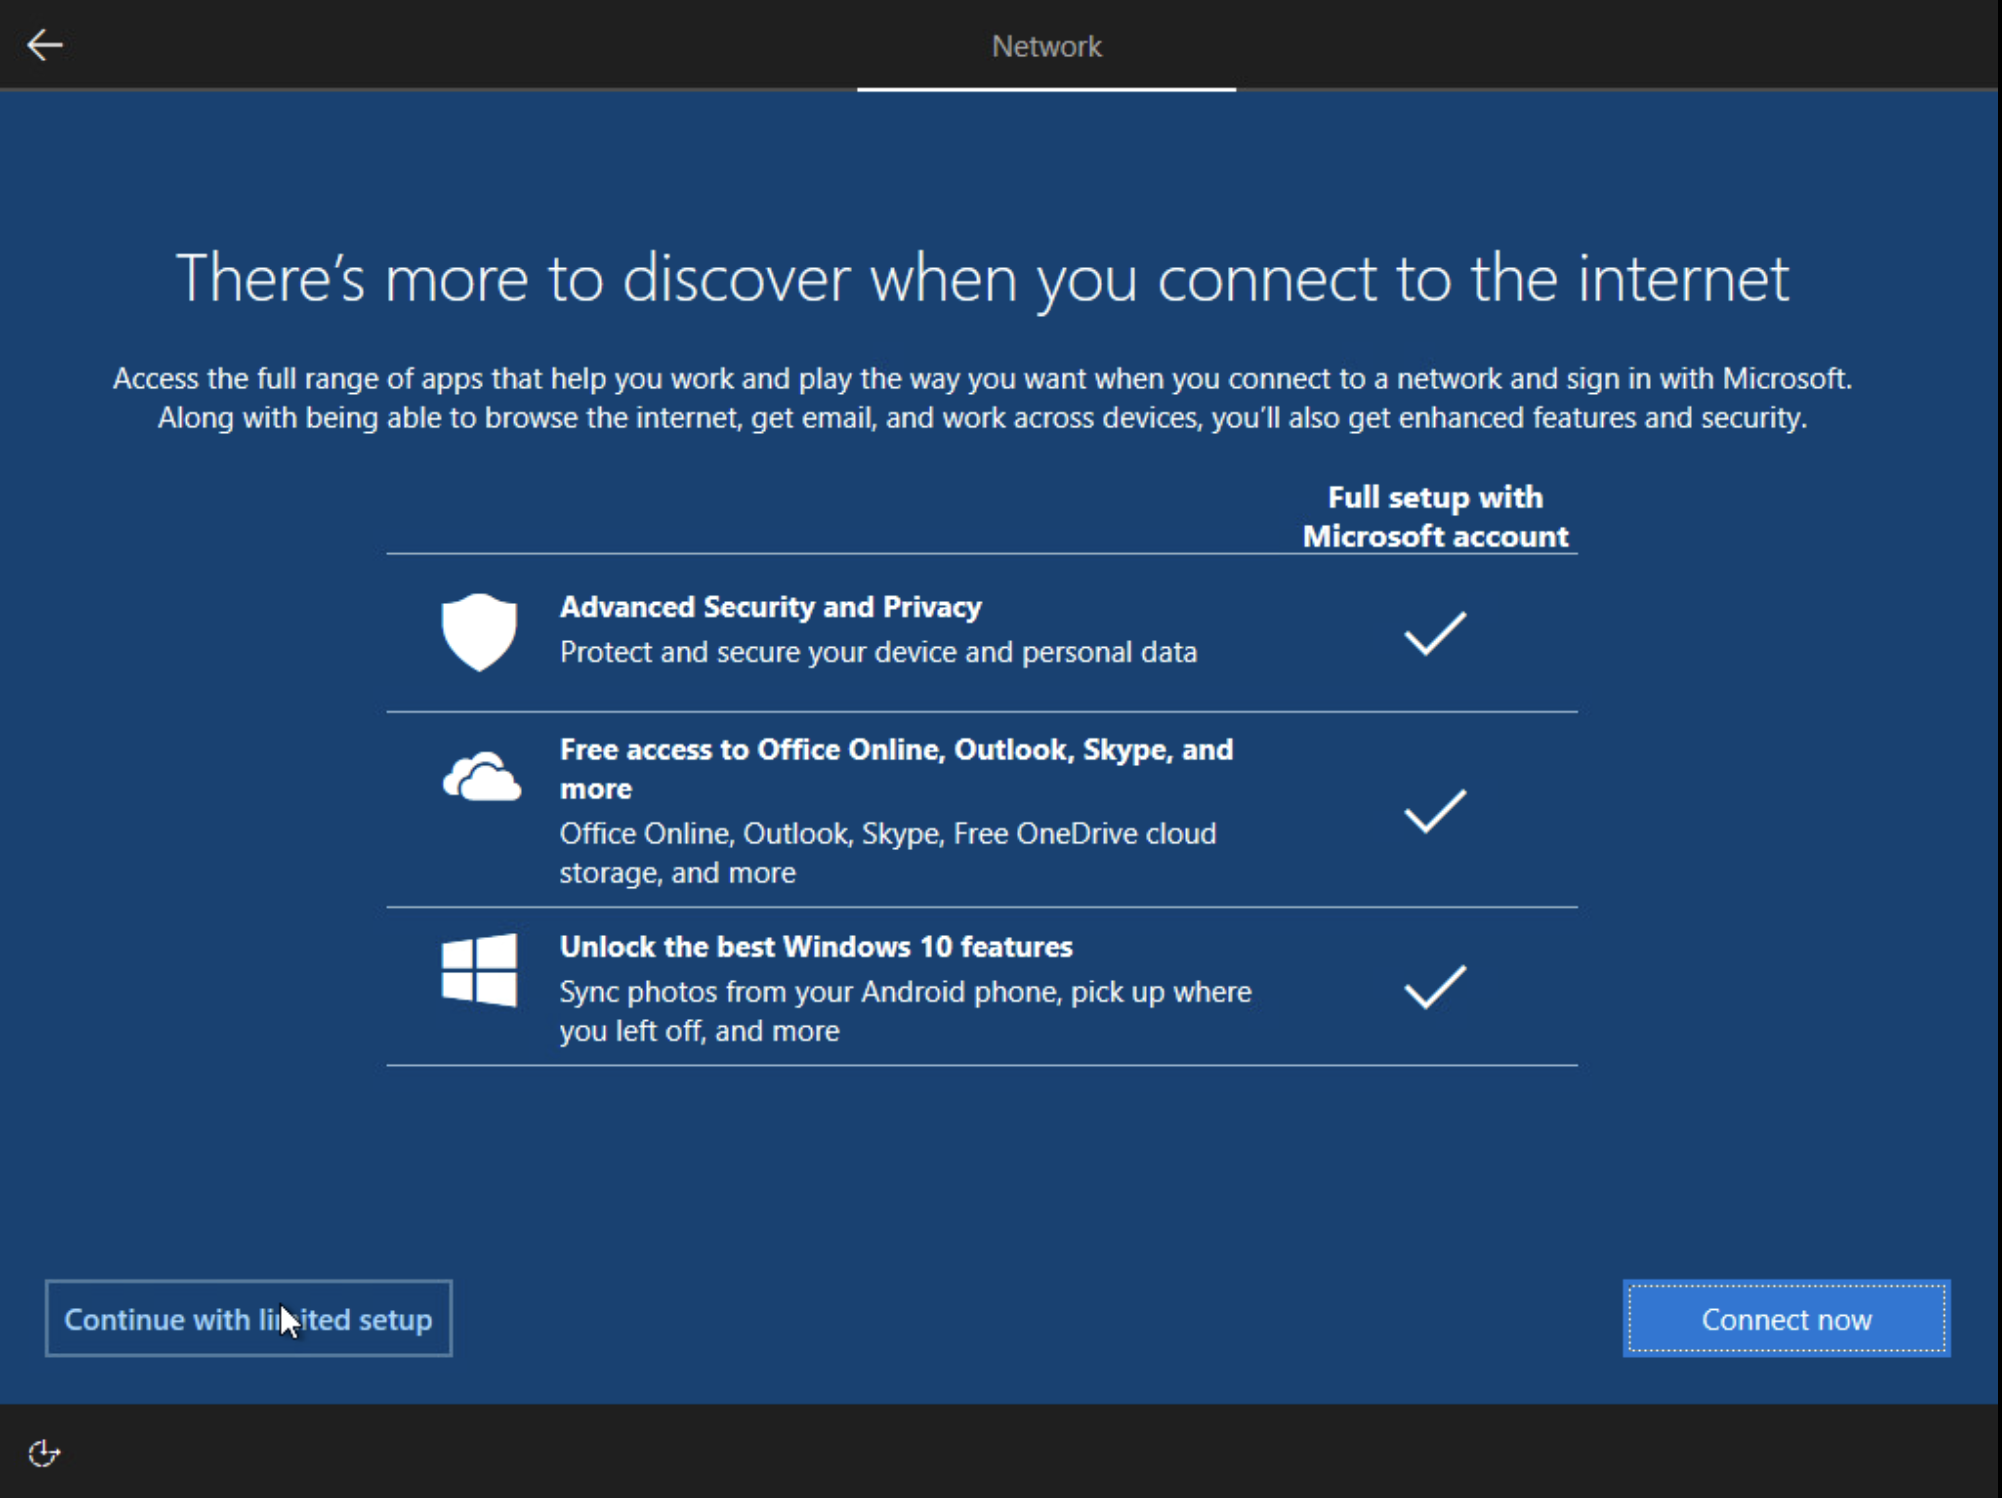 Network
There's more to discover when you connect to the internet
Access the full range of apps that help you work and play the way you want when you connect to a network and sign in with Microsoft.
Along with being able to browse the internet, get email, and work across devices, you'll also get enhanced features and security.
Full setup with
Microsoft account
Advanced Security and Privacy
Protect and secure your device and personal data
Free access to Office Online, Outlook, Skype, and
more
Office Online, Outlook, Skype, Free OneDrive cloud
storage, and more
Unlock the best Windows 10 features
Sync photos from your Android phone, pick up where
you left off, and more
Continue with limited setup
Connect now